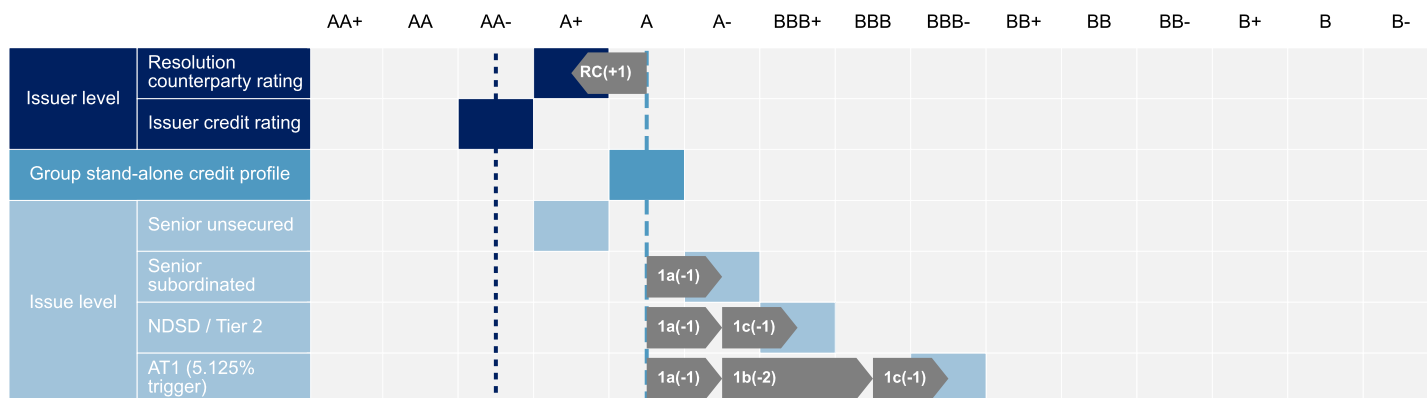 AA+ AA AA- A+ A A- BBB+ BBB BBB- BB+ BB BB- B+ B B-
Issuer level
Resolution
counterparty rating
RC(+1)
Issuer credit rating
Group stand-alone credit profile
Issue level
Senior unsecured
Senior
subordinated
1a(-1)
NDSD / Tier 2
1a(-1) 1c(-1)
AT1 (5.125%
trigger)
1a(-1) 1b(-2) 1c(-1)